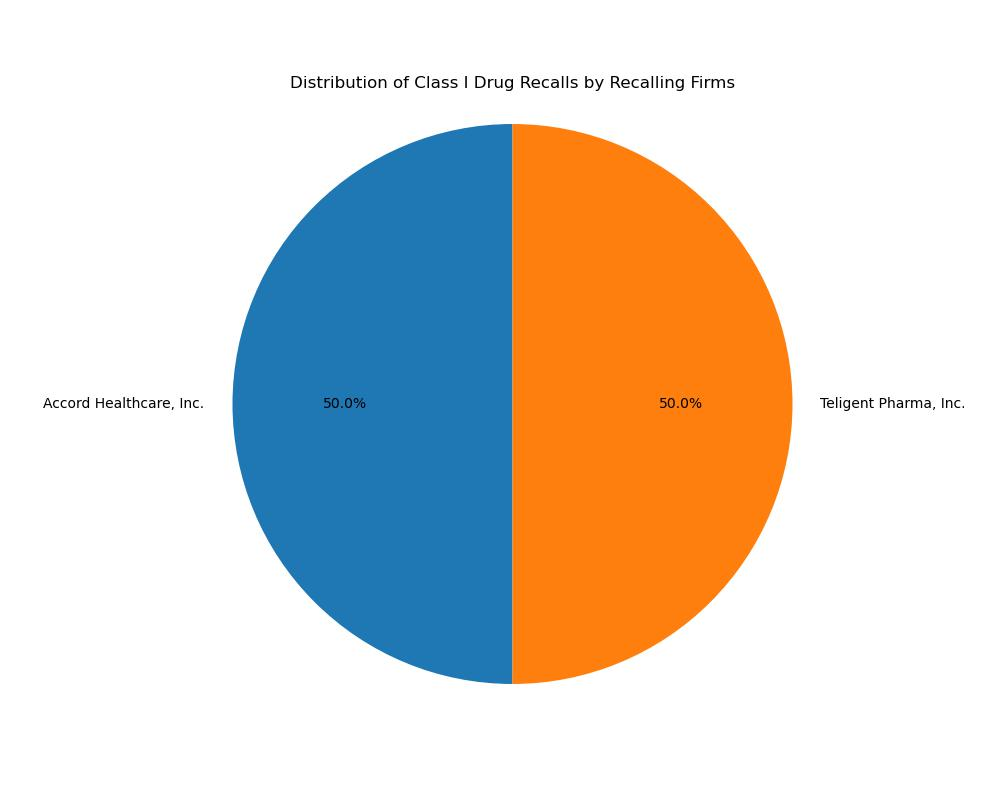 Distribution of Class I Drug Recalls by Recalling Firms
Accord Healthcare, Inc.
50.0%
50.0%
Teligent Pharma, Inc.